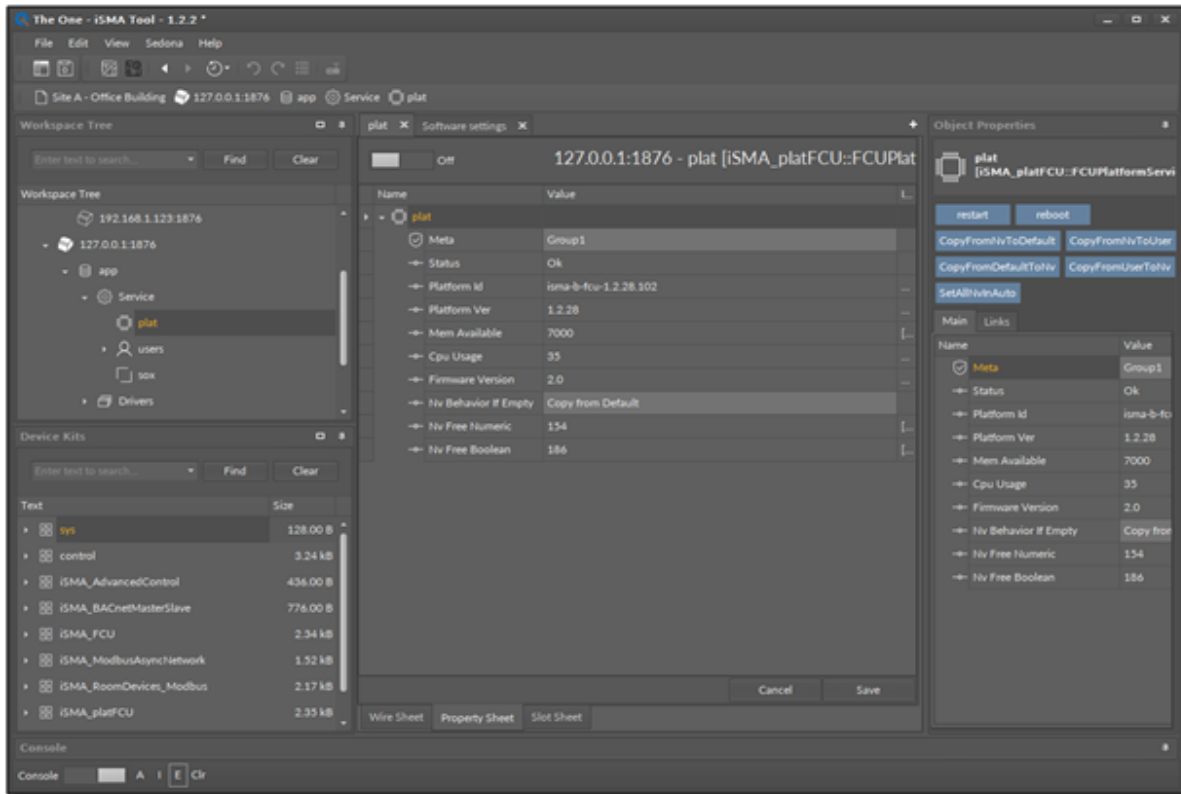 The One - iSMA Tool - 1.2.2 *
File Edit View Sedona Help
Site A - Office Building 127.0.0.1:1876 app Service plat
Workspace Tree
Enter text to search... Find Clear
Workspace Tree
192.168.1.123:1876
127.0.0.1:1876
app
Service
plat
users
sox
Drivers
Device Kits
Enter text to search... Find Clear
Text Size
sys 128.00 B
control 3.24 kB
iSMA_AdvancedControl 436.00 B
iSMA_BACnetMasterSlave 776.00 B
iSMA_FCU 2.34 kB
iSMA_ModbusAsyncNetwork 1.52 kB
iSMA_RoomDevices_Modbus 2.17 kB
iSMA_platFCU 2.35 kB
plat Software settings
Off 127.0.0.1:1876 - plat [iSMA_platFCU::FCUPlat
Name Value I...
plat
Meta Group1
Status Ok
Platform Id isma-b-fcu-1.2.28.102 ...
Platform Ver 1.2.28 ...
Mem Available 7000 [...
Cpu Usage 35 ...
Firmware Version 2.0 ...
Nv Behavior If Empty Copy from Default
Nv Free Numeric 154 [...
Nv Free Boolean 186 [...
Cancel Save
Wire Sheet Property Sheet Slot Sheet
Object Properties
plat
[iSMA_platFCU::FCUPlatformServi
restart reboot
CopyFromNvToDefault CopyFromNvToUser
CopyFromDefaultToNv CopyFromUserToNv
SetAllNvInAuto
Main Links
Name Value
Meta Group1
Status Ok
Platform Id isma-b-fc
Platform Ver 1.2.28
Mem Available 7000
Cpu Usage 35
Firmware Version 2.0
Nv Behavior If Empty Copy from
Nv Free Numeric 154
Nv Free Boolean 186
Console
Console A I E Clr